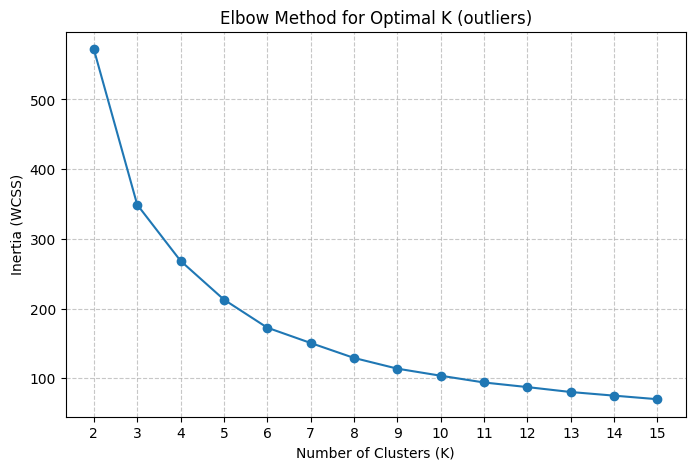 Elbow Method for Optimal K (outliers)
500
400
300
200
100
Inertia (WCSS)
2 3 4 5 6 7 8 9 10 11 12 13 14 15
Number of Clusters (K)